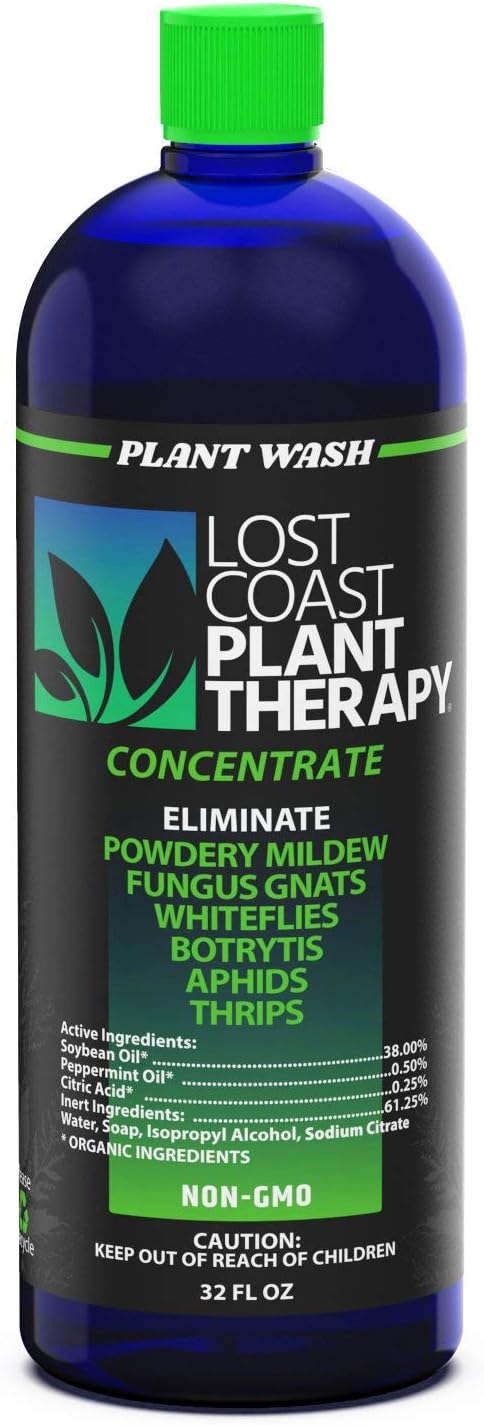 PLANT WASH
LOST
COAST
PLANT
THERAPY®
CONCENTRATE
ELIMINATE
POWDERY MILDEW
FUNGUS GNATS
WHITEFLIES
BOTRYTIS
APHIDS
THRIPS
Active Ingredients:
Soybean Oil* ........38.00%
Peppermint Oil* ........0.50%
Citric Acid* ........0.25%
Inert Ingredients: ........61.25%
Water, Soap, Isopropyl Alcohol, Sodium Citrate
* ORGANIC INGREDIENTS
NON-GMO
CAUTION:
KEEP OUT OF REACH OF CHILDREN
32 FL OZ